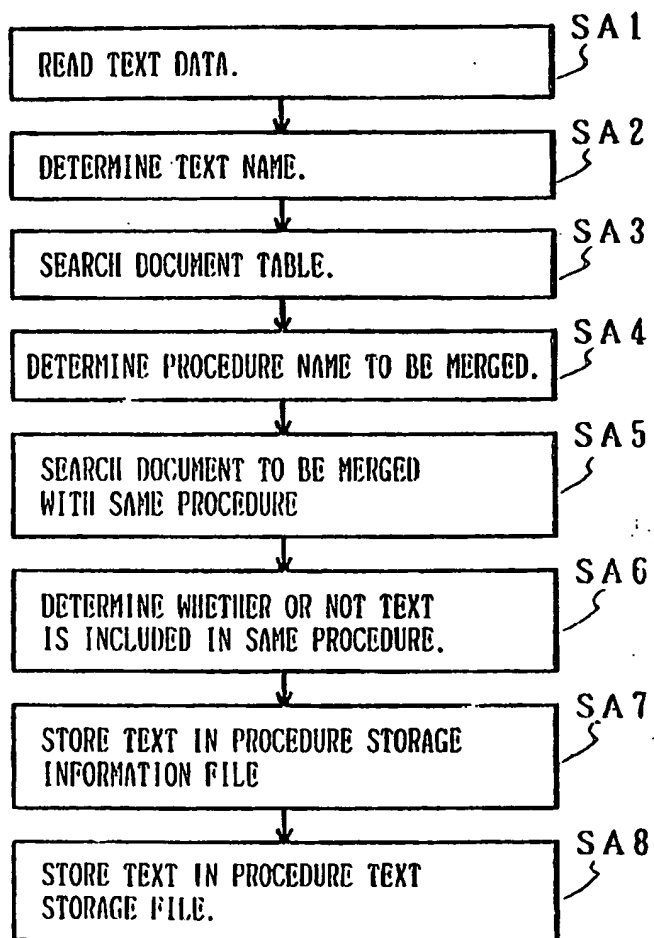 SA1
READ TEXT DATA.
SA2
DETERMINE TEXT NAME.
SA3
SEARCH DOCUMENT TABLE.
SA4
DETERMINE PROCEDURE NAME TO BE MERGED.
SA5
SEARCH DOCUMENT TO BE MERGED
WITH SAME PROCEDURE
SA6
DETERMINE WHETHER OR NOT TEXT
IS INCLUDED IN SAME PROCEDURE.
SA7
STORE TEXT IN PROCEDURE STORAGE
INFORMATION FILE
SA8
STORE TEXT IN PROCEDURE TEXT
STORAGE FILE.